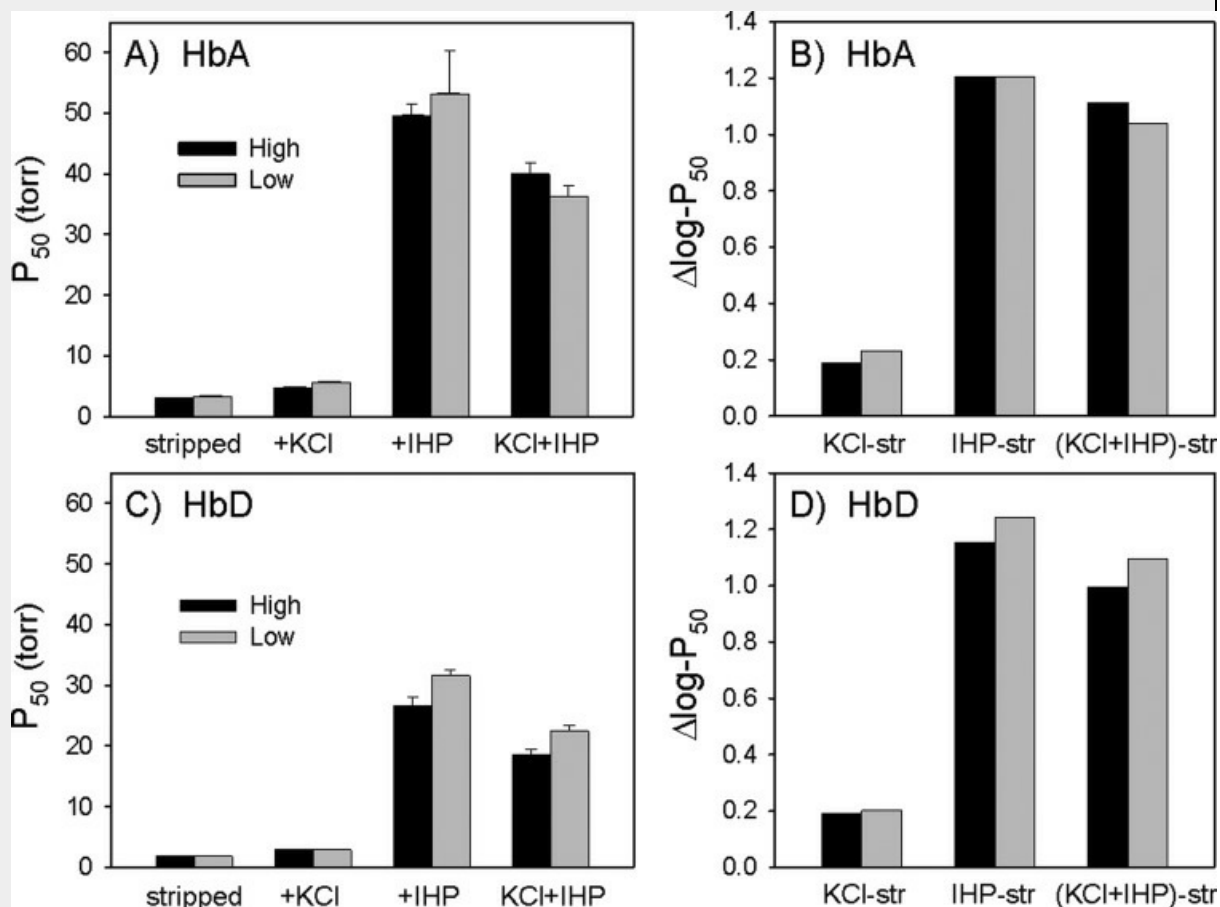 A) HbA
P50 (torr)
60
50
40
30
20
10
0
High
Low
stripped +KCl +IHP KCl+IHP
B) HbA
Δlog-P50
1.4
1.2
1.0
0.8
0.6
0.4
0.2
0.0
KCl-str IHP-str (KCl+IHP)-str
C) HbD
P50 (torr)
60
50
40
30
20
10
0
High
Low
stripped +KCl +IHP KCl+IHP
D) HbD
Δlog-P50
1.4
1.2
1.0
0.8
0.6
0.4
0.2
0.0
KCl-str IHP-str (KCl+IHP)-str